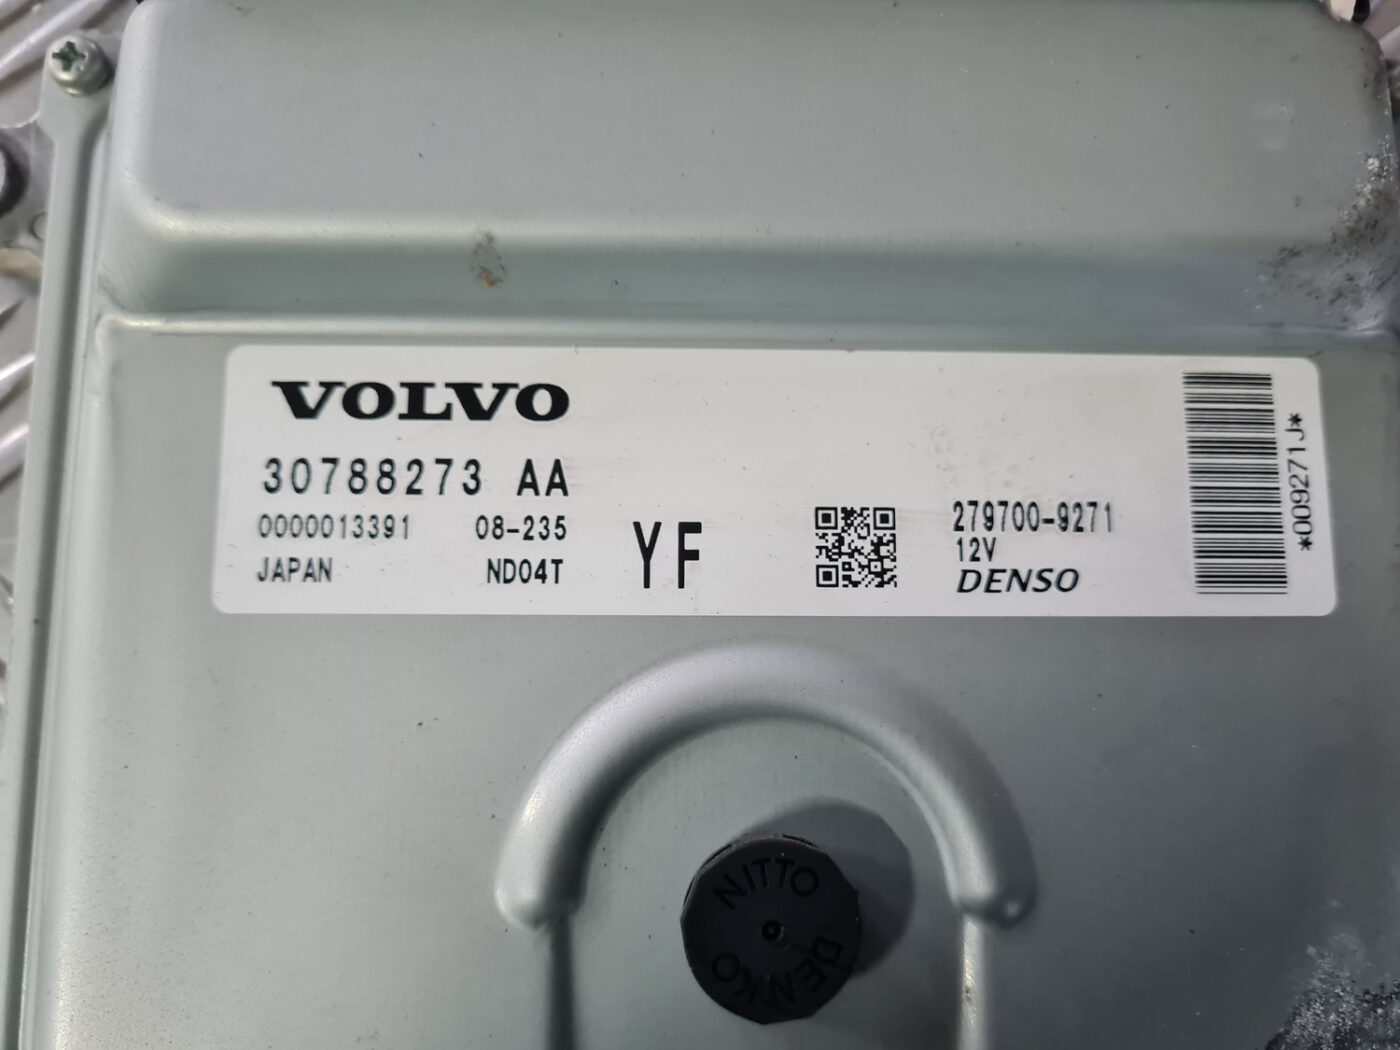 VOLVO
30788273 AA
0000013391 08-235
JAPAN ND04T
YF
279700-9271
12V
DENSO
*009271J*
NITTO
DENKO